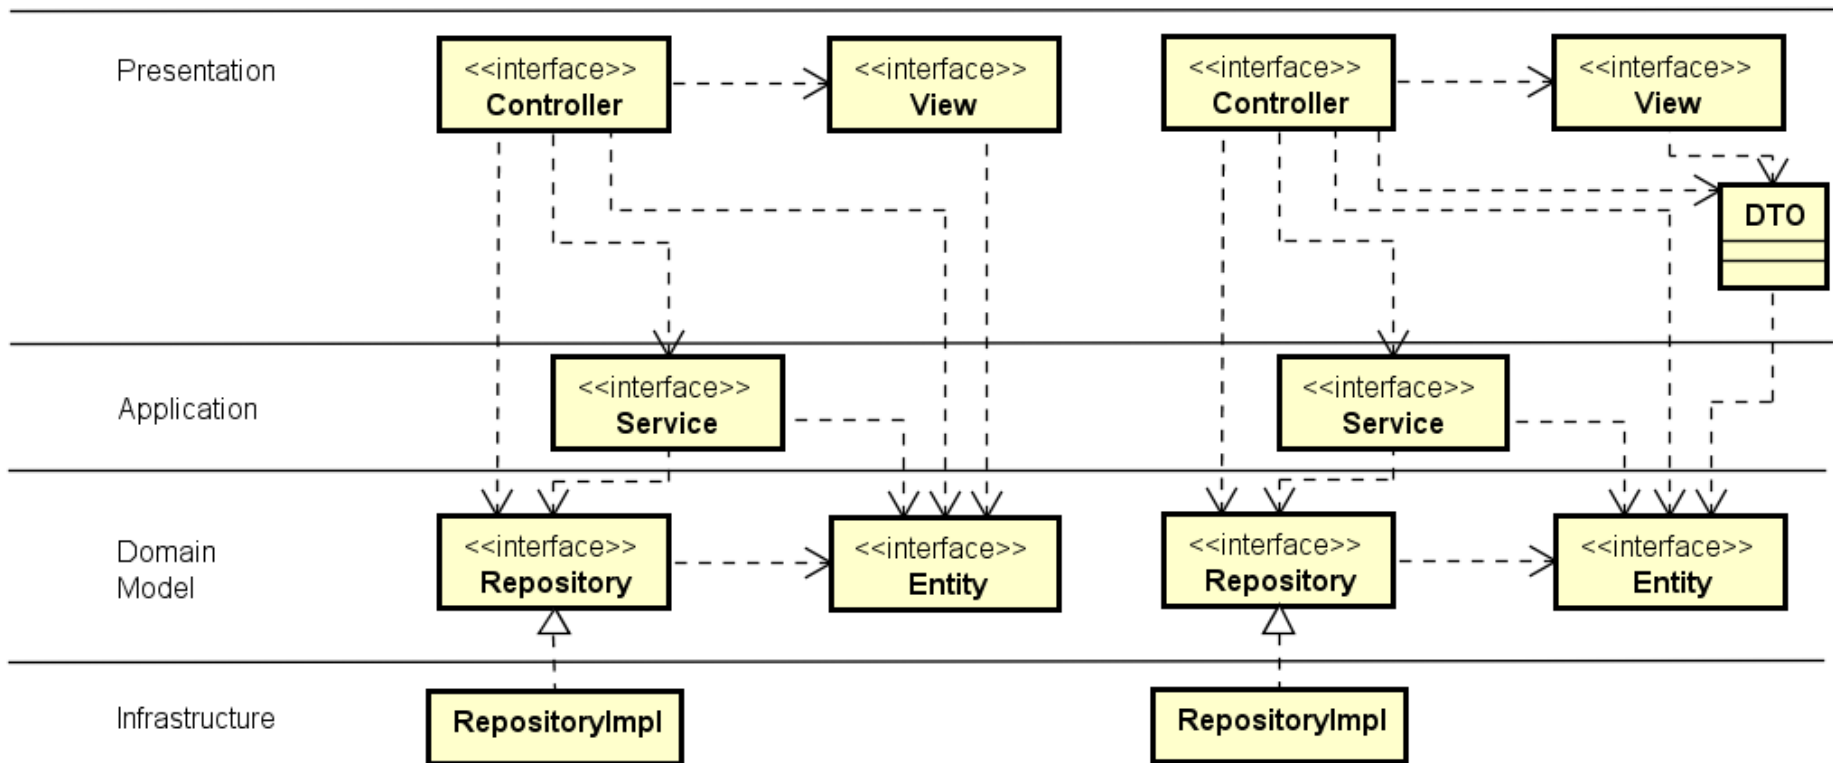 Presentation
<<interface>>
Controller
<<interface>>
View
<<interface>>
Controller
<<interface>>
View
DTO
Application
<<interface>>
Service
<<interface>>
Service
Domain
Model
<<interface>>
Repository
<<interface>>
Entity
<<interface>>
Repository
<<interface>>
Entity
Infrastructure
RepositoryImpl
RepositoryImpl